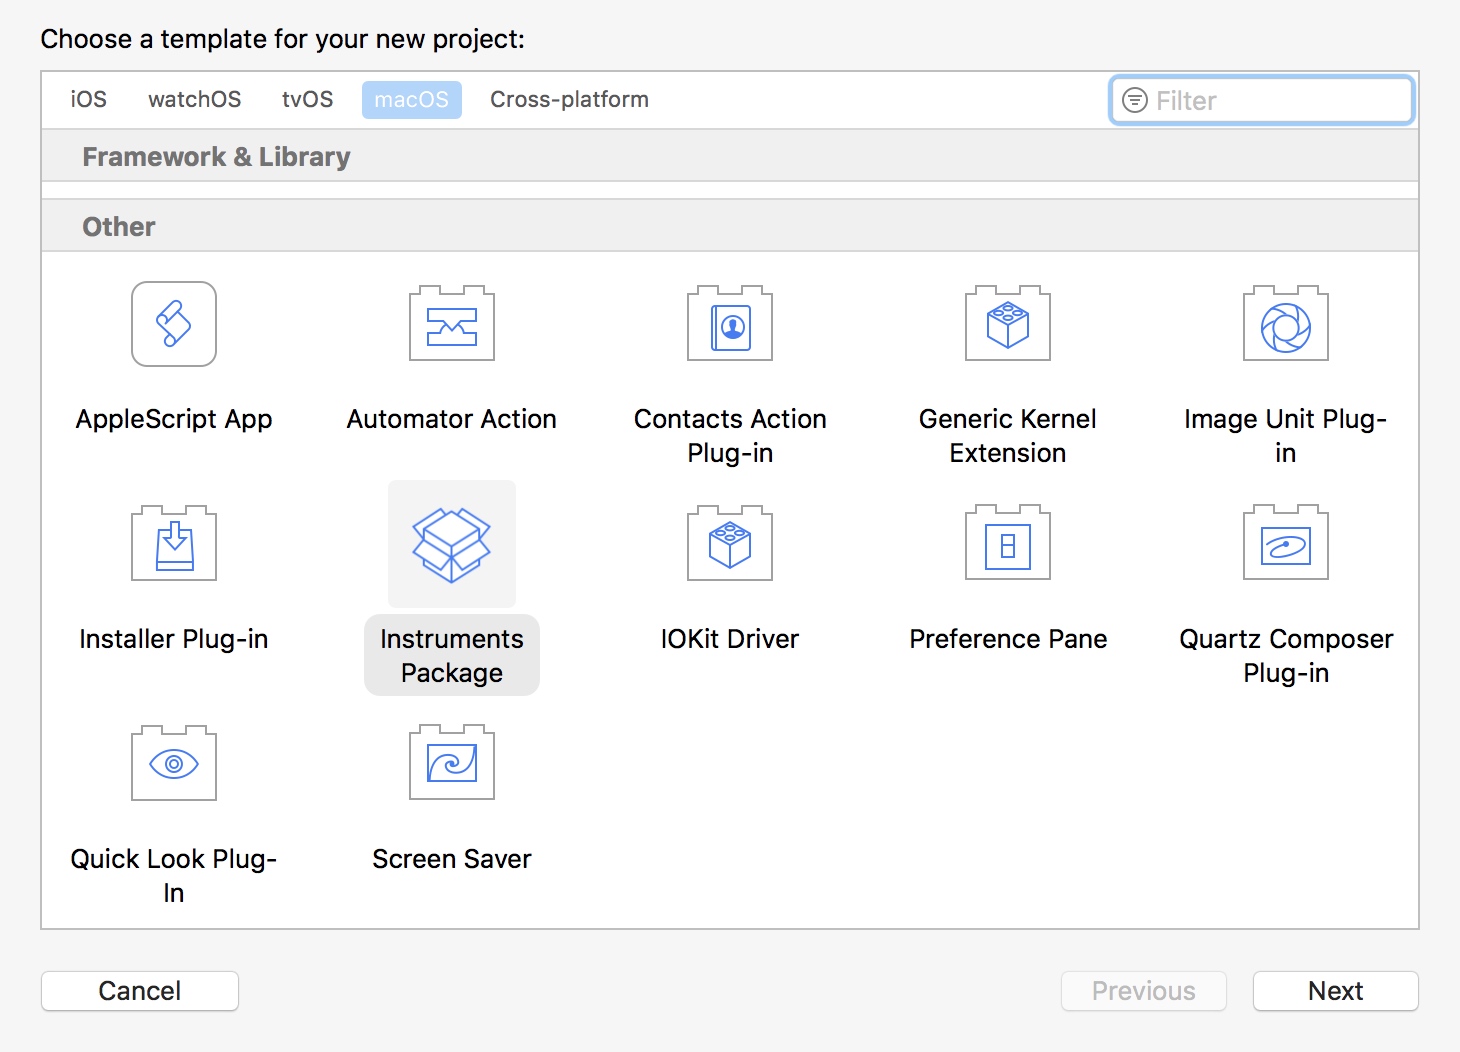 Choose a template for your new project:
iOS watchOS tvOS macOS Cross-platform Filter
Framework & Library
Other
AppleScript App Automator Action Contacts Action Generic Kernel Image Unit Plug-
Plug-in Extension in
Installer Plug-in Instruments IOKit Driver Preference Pane Quartz Composer
Package Plug-in
Quick Look Plug- Screen Saver
In
Cancel Previous Next